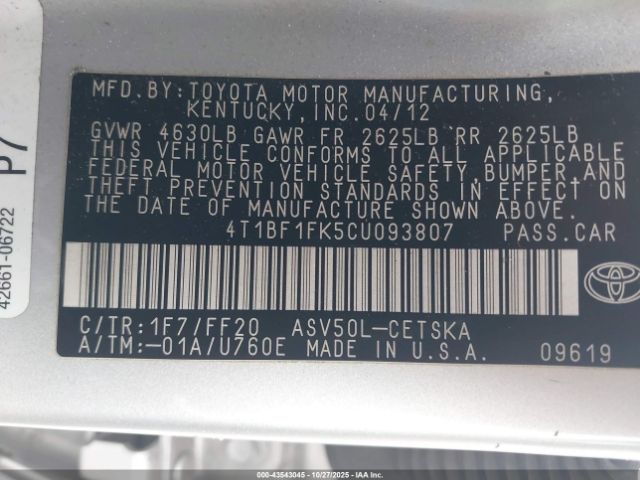 MFD.BY:TOYOTA MOTOR MANUFACTURING,
KENTUCKY, INC. 04/12
GVWR 4630LB GAWR FR 2625LB RR 2625LB
THIS VEHICLE CONFORMS TO ALL APPLICABLE
FEDERAL MOTOR VEHICLE SAFETY, BUMPER, AND
THEFT PREVENTION STANDARDS IN EFFECT ON
THE DATE OF MANUFACTURE SHOWN ABOVE.
4T1BF1FK5CU093807 PASS.CAR
C/TR:1F7/FF20 ASV50L-CETSKA
A/TM:-01A/U760E MADE IN U.S.A.
09619
TOYOTA
P7
42661-06722
000-43543045 | 10/27/2025 | IAA Inc.